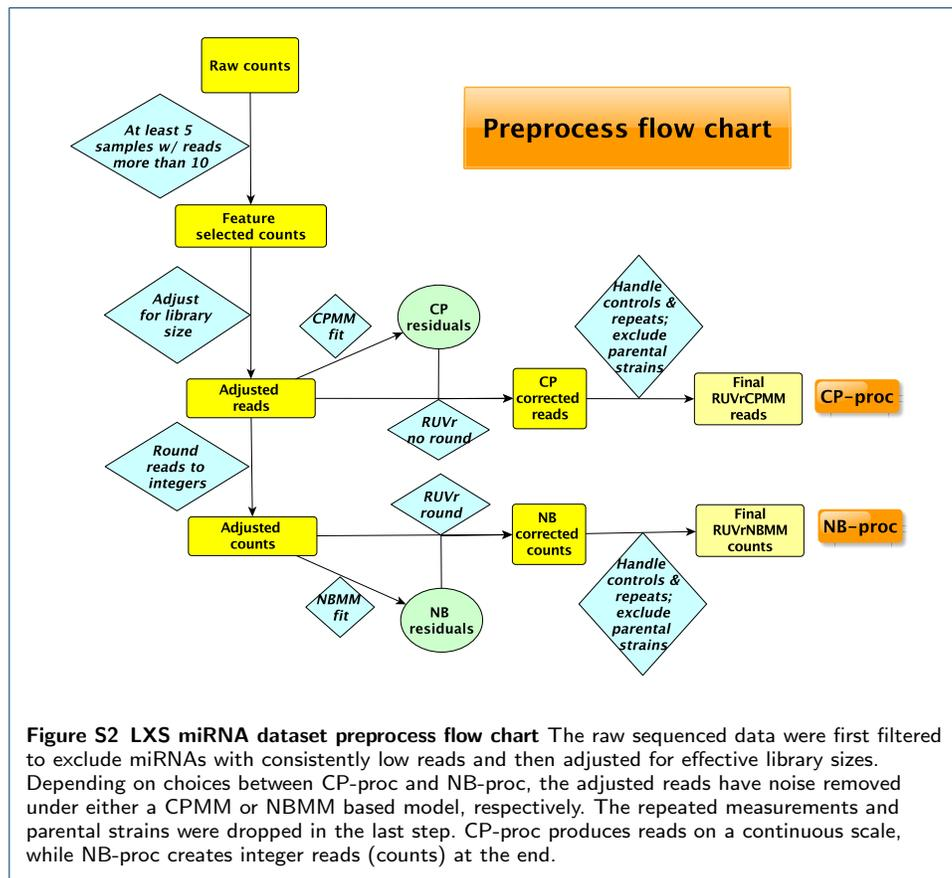 Raw counts
Preprocess flow chart
At least 5
samples w/ reads
more than 10
Feature
selected counts
Adjust
for library
size
CPMM
fit
CP
residuals
Handle
controls &
repeats;
exclude
parental
strains
Adjusted
reads
CP
corrected
reads
Final
RUVrCPMM
reads
CP-proc
RUVr
no round
Round
reads to
integers
RUVr
round
Adjusted
counts
NB
corrected
counts
Final
RUVrNBMM
counts
NB-proc
NBMM
fit
NB
residuals
Handle
controls &
repeats;
exclude
parental
strains
Figure S2 LXS miRNA dataset preprocess flow chart The raw sequenced data were first filtered
to exclude miRNAs with consistently low reads and then adjusted for effective library sizes.
Depending on choices between CP-proc and NB-proc, the adjusted reads have noise removed
under either a CPMM or NBMM based model, respectively. The repeated measurements and
parental strains were dropped in the last step. CP-proc produces reads on a continuous scale,
while NB-proc creates integer reads (counts) at the end.